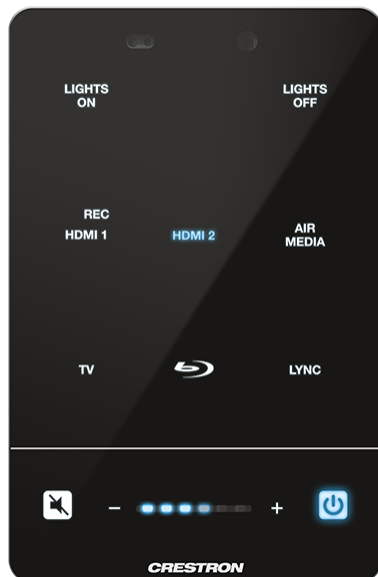 LIGHTS
ON
LIGHTS
OFF
REC
HDMI 1
HDMI 2
AIR
MEDIA
TV
LYNC
-
+
CRESTRON